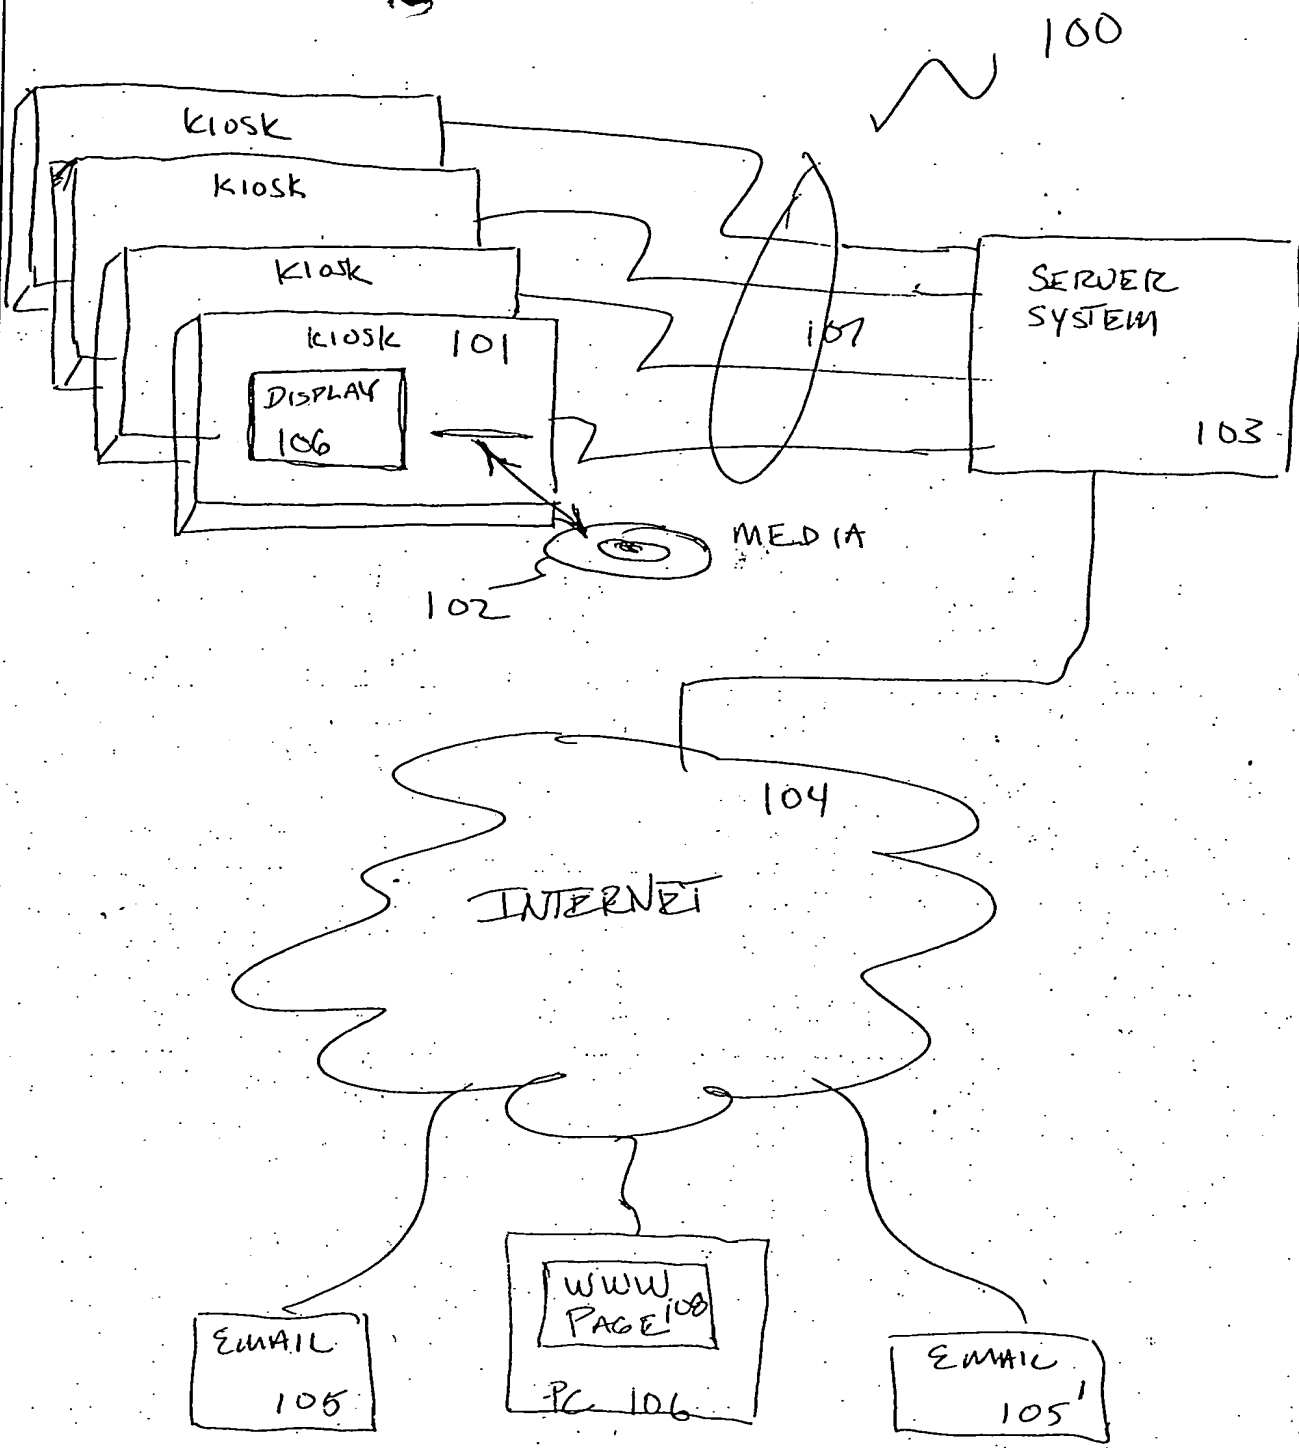 100
KIOSK
KIOSK
KIOSK
KIOSK 101
DISPLAY
106
107
SERVER
SYSTEM
103
MEDIA
102
104
INTERNET
WWW
PAGE 108
PC 106
EMAIL
105
EMAIL
105'